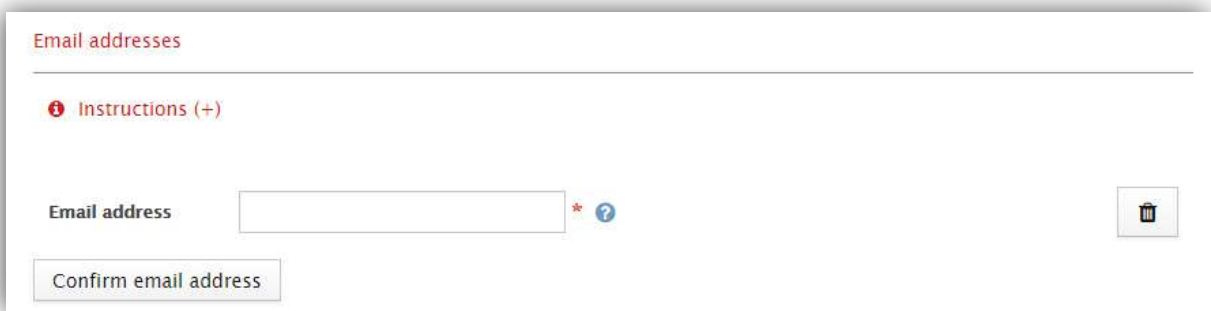 Email addresses
Instructions (+)
Email address *
Confirm email address